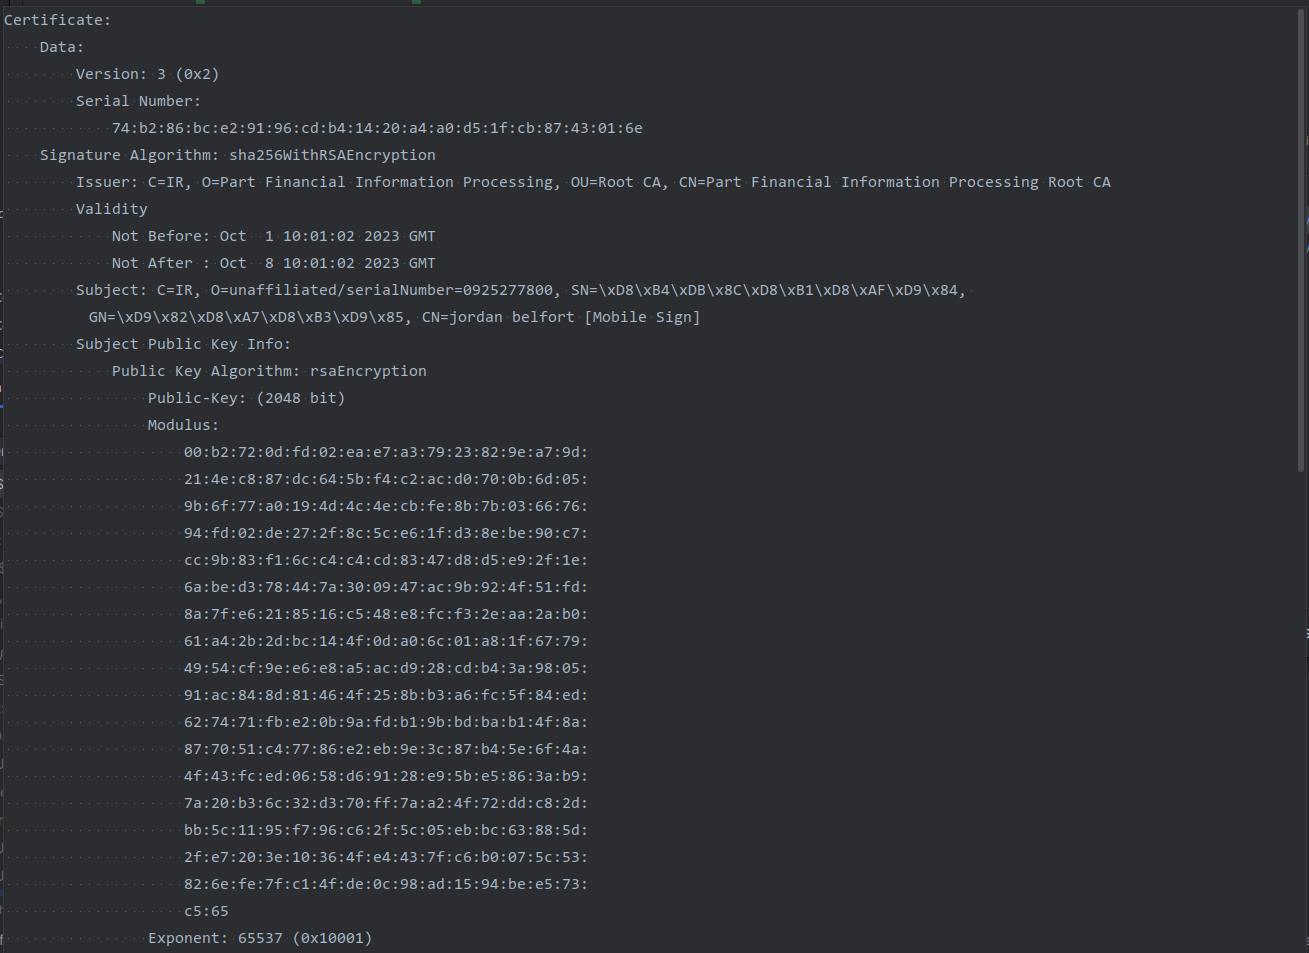 Certificate:
Data:
Version: 3 (0x2)
Serial Number:
74:b2:86:bc:e2:91:96:cd:b4:14:20:a4:a0:d5:1f:cb:87:43:01:6e
Signature Algorithm: sha256WithRSAEncryption
Issuer: C=IR, O=Part Financial Information Processing, OU=Root CA, CN=Part Financial Information Processing Root CA
Validity
Not Before: Oct  1 10:01:02 2023 GMT
Not After : Oct  8 10:01:02 2023 GMT
Subject: C=IR, O=unaffiliated/serialNumber=0925277800, SN=\xD8\xB4\xDB\x8C\xD8\xB1\xD8\xAF\xD9\x84,
GN=\xD9\x82\xD8\xA7\xD8\xB3\xD9\x85, CN=jordan belfort [Mobile Sign]
Subject Public Key Info:
Public Key Algorithm: rsaEncryption
Public-Key: (2048 bit)
Modulus:
00:b2:72:0d:fd:02:ea:e7:a3:79:23:82:9e:a7:9d:
21:4e:c8:87:dc:64:5b:f4:c2:ac:d0:70:0b:6d:05:
9b:6f:77:a0:19:4d:4c:4e:cb:fe:8b:7b:03:66:76:
94:fd:02:de:27:2f:8c:5c:e6:1f:d3:8e:be:90:c7:
cc:9b:83:f1:6c:c4:c4:cd:83:47:d8:d5:e9:2f:1e:
6a:be:d3:78:44:7a:30:09:47:ac:9b:92:4f:51:fd:
8a:7f:e6:21:85:16:c5:48:e8:fc:f3:2e:aa:2a:b0:
61:a4:2b:2d:bc:14:4f:0d:a0:6c:01:a8:1f:67:79:
49:54:cf:9e:e6:e8:a5:ac:d9:28:cd:b4:3a:98:05:
91:ac:84:8d:81:46:4f:25:8b:b3:a6:fc:5f:84:ed:
62:74:71:fb:e2:0b:9a:fd:b1:9b:bd:ba:b1:4f:8a:
87:70:51:c4:77:86:e2:eb:9e:3c:87:b4:5e:6f:4a:
4f:43:fc:ed:06:58:d6:91:28:e9:5b:e5:86:3a:b9:
7a:20:b3:6c:32:d3:70:ff:7a:a2:4f:72:dd:c8:2d:
bb:5c:11:95:f7:96:c6:2f:5c:05:eb:bc:63:88:5d:
2f:e7:20:3e:10:36:4f:e4:43:7f:c6:b0:07:5c:53:
82:6e:fe:7f:c1:4f:de:0c:98:ad:15:94:be:e5:73:
c5:65
Exponent: 65537 (0x10001)